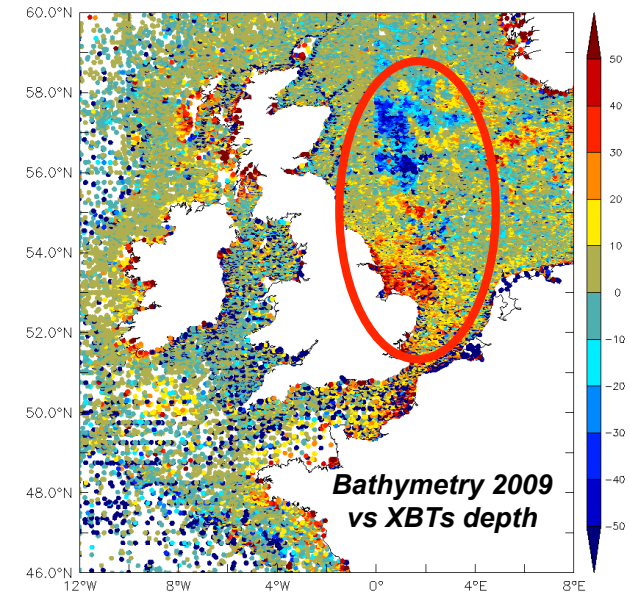 60.0°N
58.0°N
56.0°N
54.0°N
52.0°N
50.0°N
48.0°N
46.0°N
12°W 8°W 4°W 0° 4°E 8°E
50
40
30
20
10
0
−10
−20
−30
−40
−50
Bathymetry 2009
vs XBTs depth